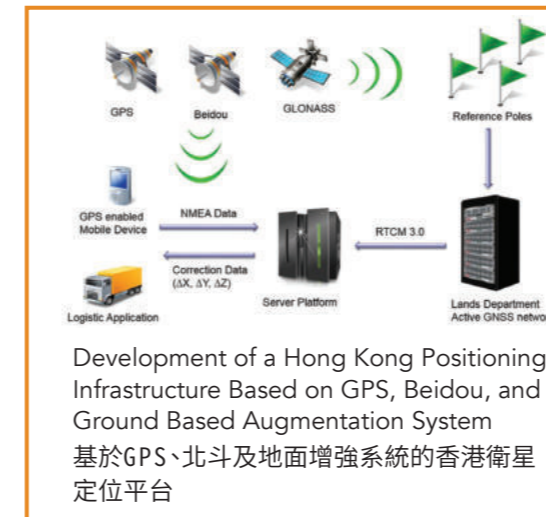 GPS
Beidou
GLONASS
Reference Poles
GPS enabled
Mobile Device
NMEA Data
RTCM 3.0
Correction Data
(ΔX, ΔY, ΔZ)
Logistic Application
Server Platform
Lands Department
Active GNSS netwo
Development of a Hong Kong Positioning
Infrastructure Based on GPS, Beidou, and
Ground Based Augmentation System
基於GPS、北斗及地面增強系統的香港衛星
定位平台